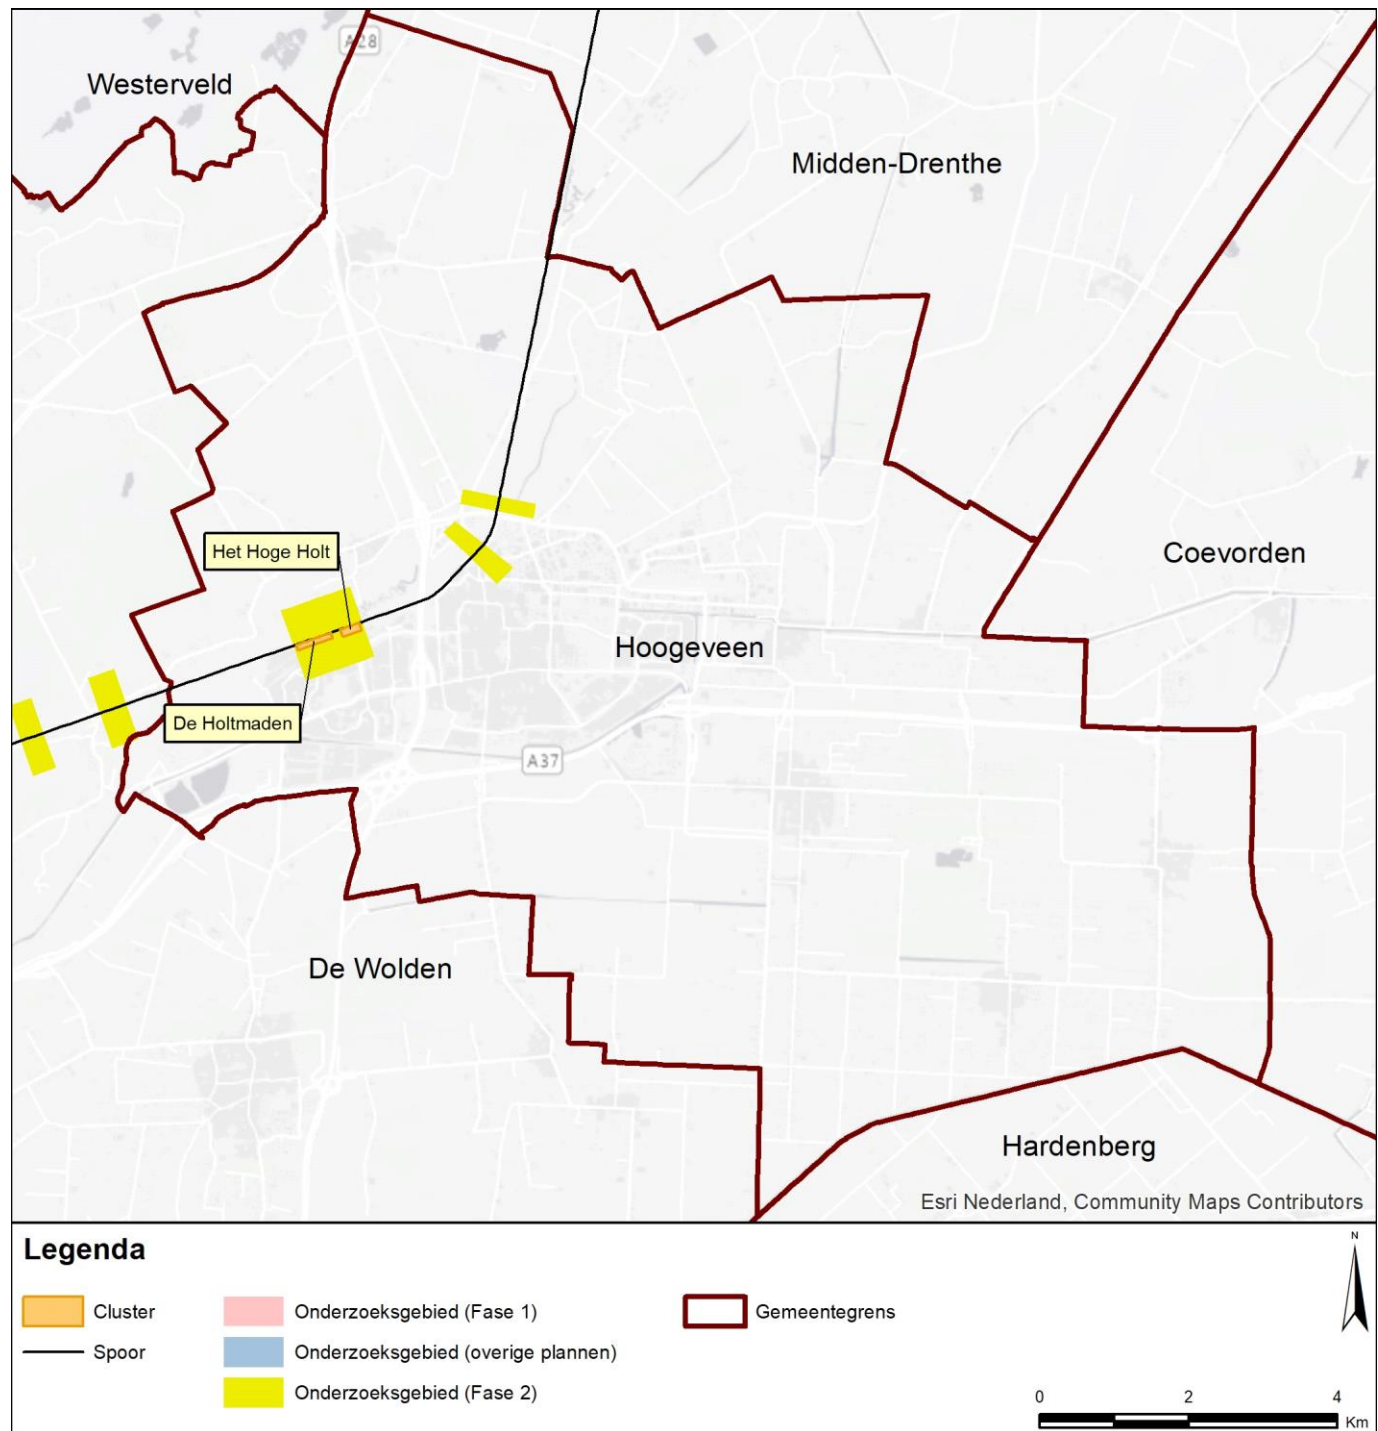 A28
Westerveld
Midden-Drenthe
Het Hoge Holt
Coevorden
Hoogeveen
De Holtmaden
A37
De Wolden
Hardenberg
Esri Nederland, Community Maps Contributors
Legenda
Cluster
Spoor
Onderzoeksgebied (Fase 1)
Onderzoeksgebied (overige plannen)
Onderzoeksgebied (Fase 2)
Gemeentegrens
N
0 2 4
Km